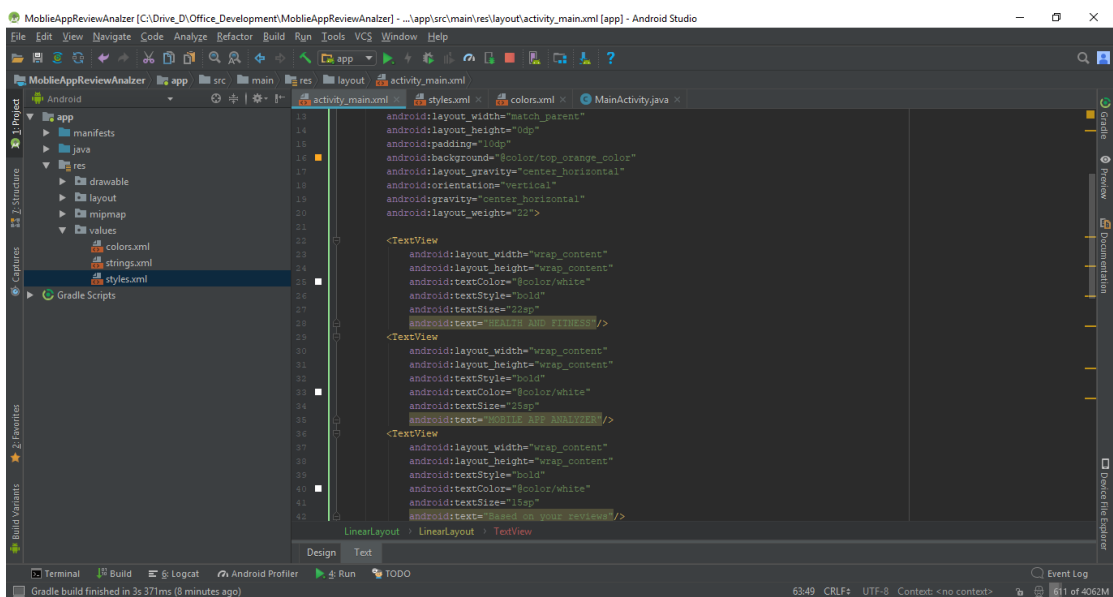 MoblieAppReviewAnalzer [C:\Drive_D\Office_Development\MoblieAppReviewAnalzer] - ...\app\src\main\res\layout\activity_main.xml [app] - Android Studio
File Edit View Navigate Code Analyze Refactor Build Run Tools VCS Window Help
app
MoblieAppReviewAnalzer app src main res layout activity_main.xml
Android
activity_main.xml styles.xml colors.xml MainActivity.java
1: Project
7: Structure
Captures
2: Favorites
Build Variants
app
manifests
java
res
drawable
layout
mipmap
values
colors.xml
strings.xml
styles.xml
Gradle Scripts
13 android:layout_width="match_parent"
14 android:layout_height="0dp"
15 android:padding="10dp"
16 android:background="@color/top_orange_color"
17 android:layout_gravity="center_horizontal"
18 android:orientation="vertical"
19 android:gravity="center_horizontal"
20 android:layout_weight="22">
21
22 <TextView
23 android:layout_width="wrap_content"
24 android:layout_height="wrap_content"
25 android:textColor="@color/white"
26 android:textStyle="bold"
27 android:textSize="22sp"
28 android:text="HEALTH AND FITNESS"/>
29 <TextView
30 android:layout_width="wrap_content"
31 android:layout_height="wrap_content"
32 android:textStyle="bold"
33 android:textColor="@color/white"
34 android:textSize="25sp"
35 android:text="MOBILE APP ANALYZER"/>
36 <TextView
37 android:layout_width="wrap_content"
38 android:layout_height="wrap_content"
39 android:textStyle="bold"
40 android:textColor="@color/white"
41 android:textSize="15sp"
42 android:text="Based on your reviews"/>
LinearLayout LinearLayout TextView
Design Text
Gradle
Preview
Documentation
Device File Explorer
Terminal Build 6: Logcat Android Profiler 4: Run TODO Event Log
Gradle build finished in 3s 371ms (8 minutes ago) 63:49 CRLF UTF-8 Context: <no context> 611 of 4062M